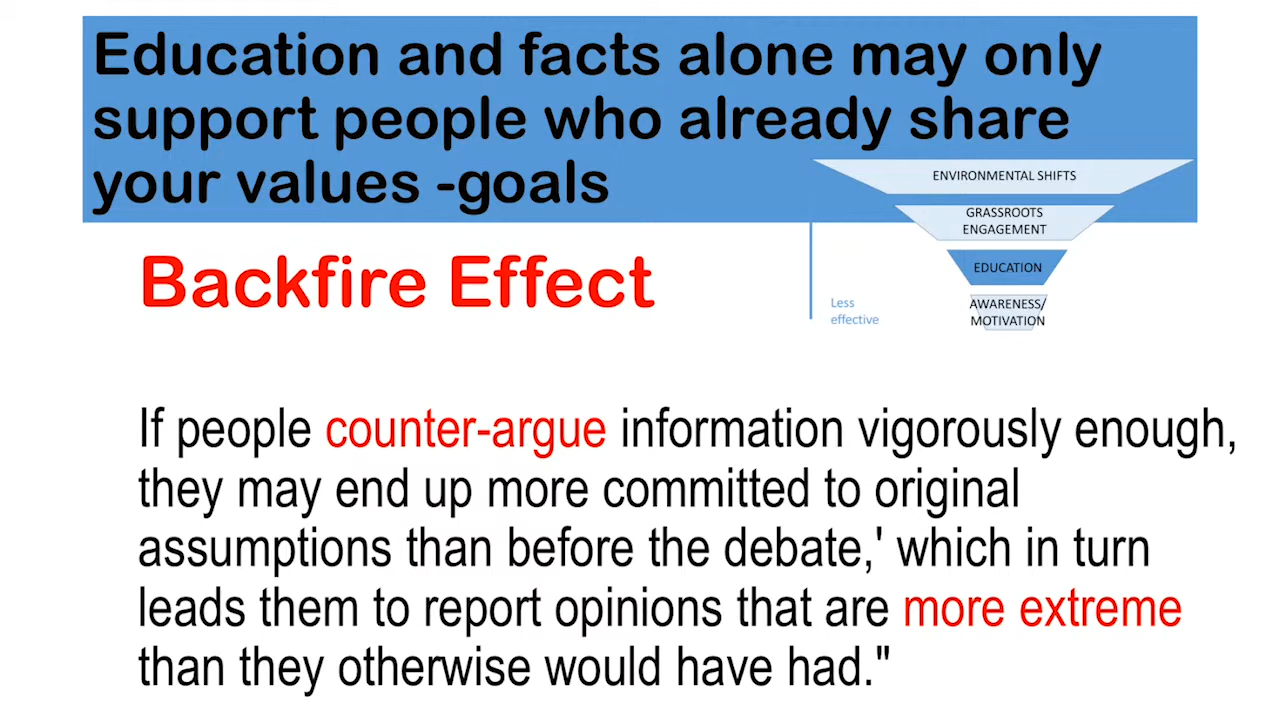 Education and facts alone may only
support people who already share
your values -goals
ENVIRONMENTAL SHIFTS
GRASSROOTS
ENGAGEMENT
EDUCATION
AWARENESS/
MOTIVATION
Less
effective
Backfire Effect
If people counter-argue information vigorously enough,
they may end up more committed to original
assumptions than before the debate,' which in turn
leads them to report opinions that are more extreme
than they otherwise would have had."